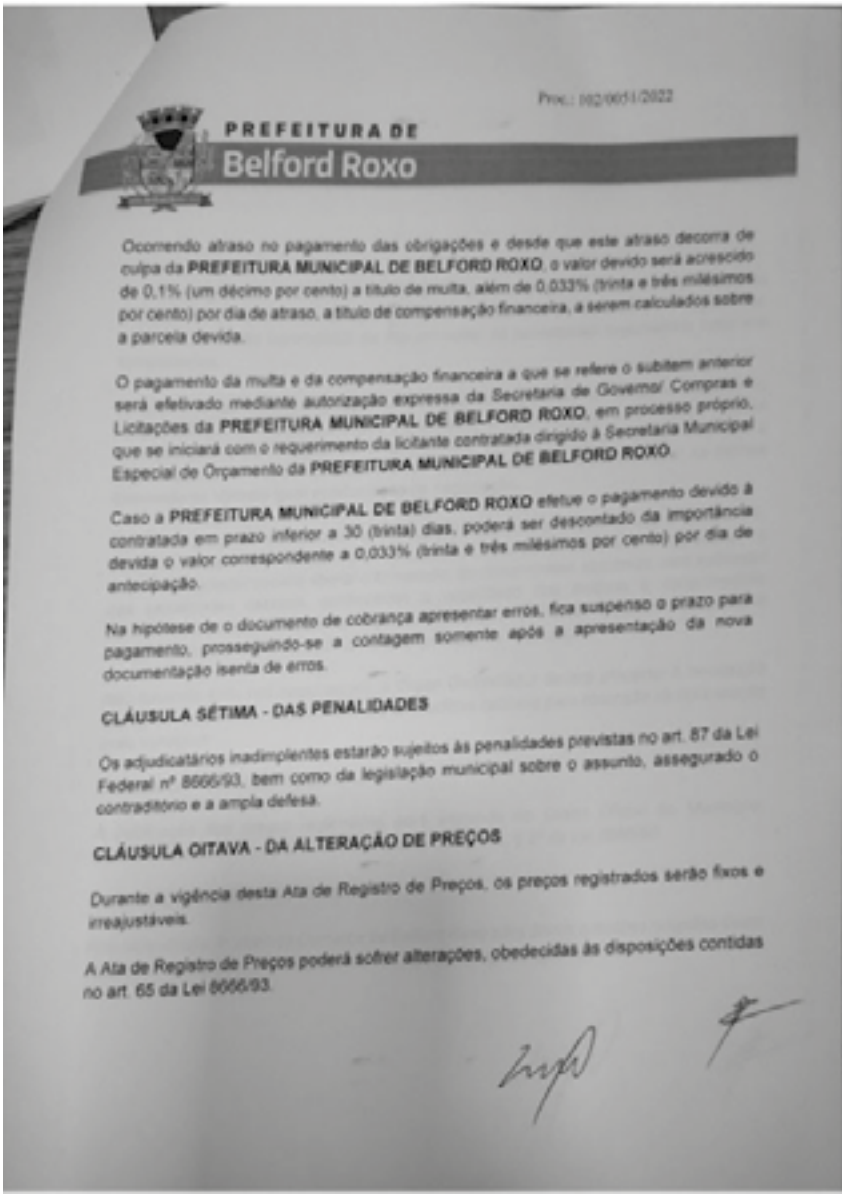 Proc.: 002/0051/2022
PREFEITURA DE
Belford Roxo
Ocorrendo atraso no pagamento das obrigações e desde que este atraso decorra de
culpa da PREFEITURA MUNICIPAL DE BELFORD ROXO, o valor devido será acrescido
de 0,1% (um décimo por cento) a título de multa, além de 0,033% (trinta e três milésimos
por cento) por dia de atraso, a título de compensação financeira, a serem calculados sobre
a parcela devida.
O pagamento da multa e da compensação financeira a que se refere o subitem anterior
será efetivado mediante autorização expressa da Secretaria de Governo/ Compras e
Licitações da PREFEITURA MUNICIPAL DE BELFORD ROXO, em processo próprio,
que se iniciará com o requerimento da licitante contratada dirigido à Secretaria Municipal
Especial de Orçamento da PREFEITURA MUNICIPAL DE BELFORD ROXO.
Caso a PREFEITURA MUNICIPAL DE BELFORD ROXO efetue o pagamento devido à
contratada em prazo inferior a 30 (trinta) dias, poderá ser descontado da importância
devida o valor correspondente a 0,033% (trinta e três milésimos por cento) por dia de
antecipação.
Na hipótese de o documento de cobrança apresentar erros, fica suspenso o prazo para
pagamento, prosseguindo-se a contagem somente após a apresentação da nova
documentação isenta de erros.
CLÁUSULA SÉTIMA - DAS PENALIDADES
Os adjudicatários inadimplentes estarão sujeitos às penalidades previstas no art. 87 da Lei
Federal nº 8666/93, bem como da legislação municipal sobre o assunto, assegurado o
contraditório e a ampla defesa.
CLÁUSULA OITAVA - DA ALTERAÇÃO DE PREÇOS
Durante a vigência desta Ata de Registro de Preços, os preços registrados serão fixos e
irreajustáveis.
A Ata de Registro de Preços poderá sofrer alterações, obedecidas às disposições contidas
no art. 65 da Lei 8666/93.